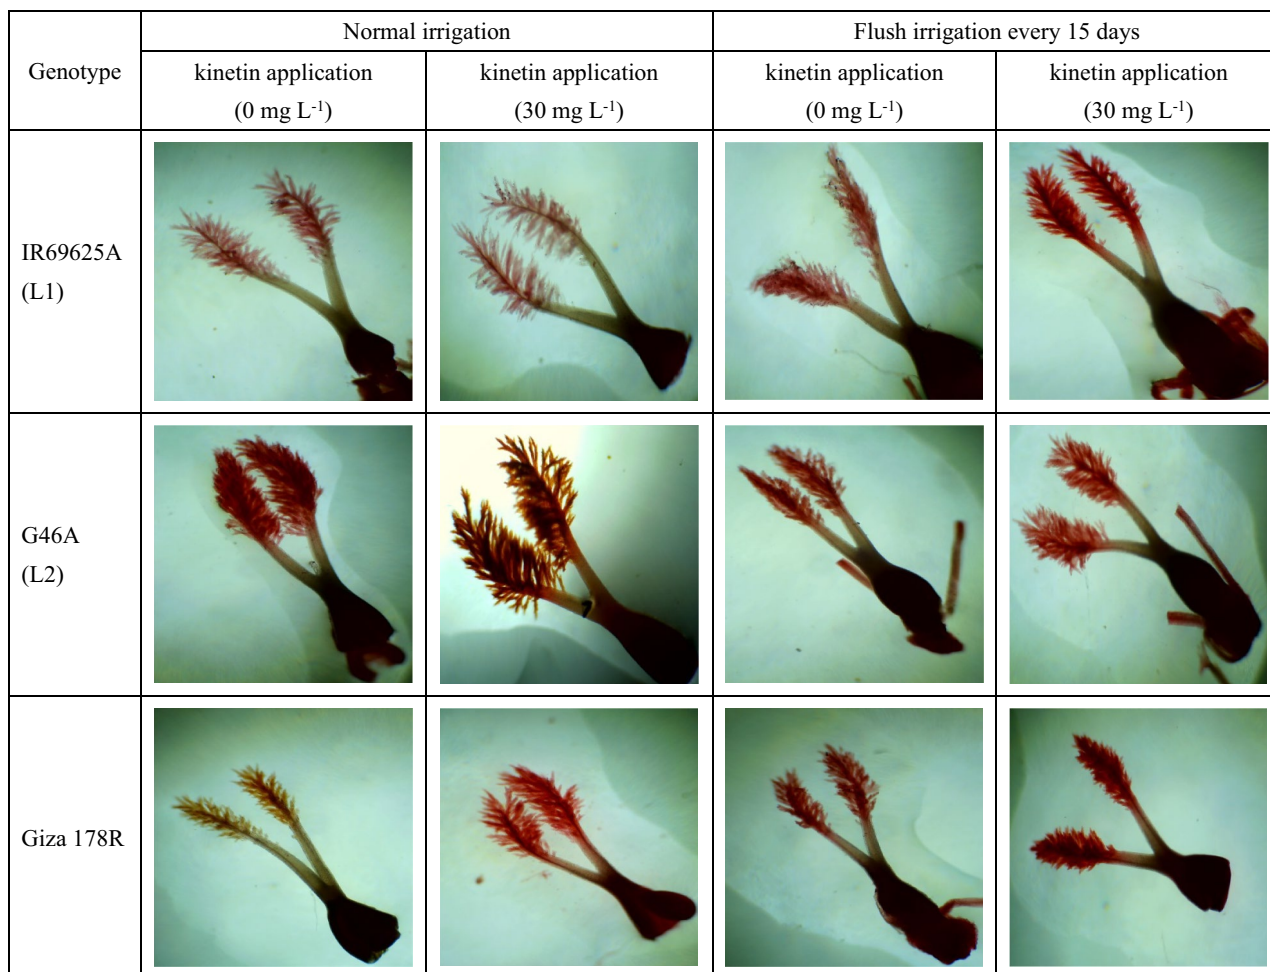 Genotype
Normal irrigation
Flush irrigation every 15 days
kinetin application
(0 mg L-1)
kinetin application
(30 mg L-1)
kinetin application
(0 mg L-1)
kinetin application
(30 mg L-1)
IR69625A
(L1)
G46A
(L2)
Giza 178R